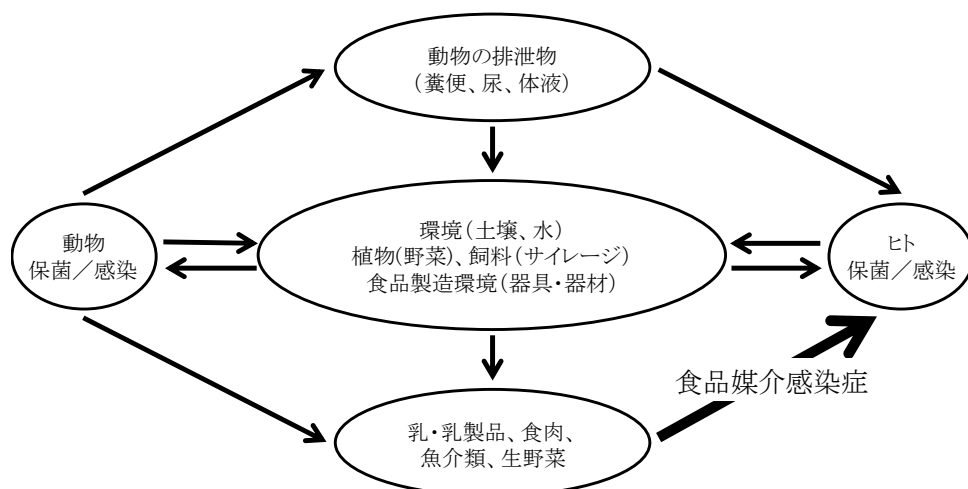 動物の排泄物
(糞便、尿、体液)
動物
保菌/感染
環境(土壌、水)
植物(野菜)、飼料(サイレージ)
食品製造環境(器具・器材)
ヒト
保菌/感染
食品媒介感染症
乳・乳製品、食肉、
魚介類、生野菜